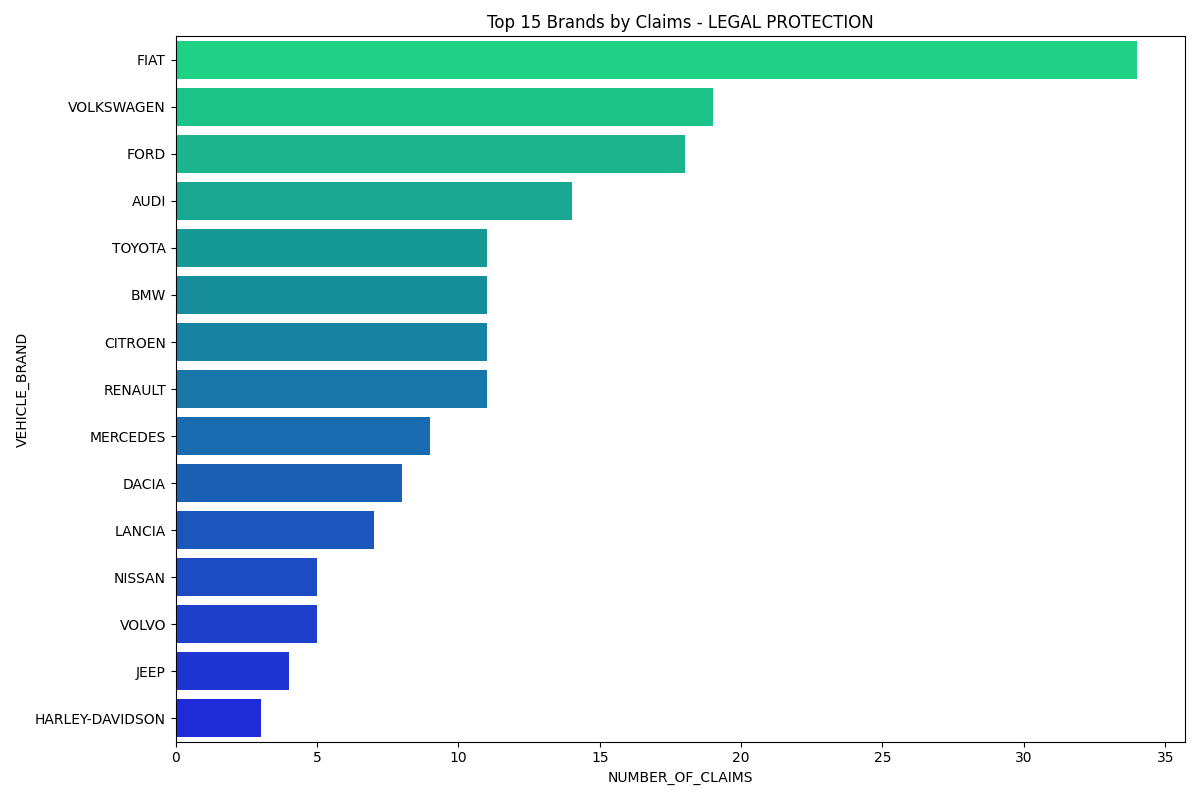 Top 15 Brands by Claims - LEGAL PROTECTION
VEHICLE_BRAND
FIAT
VOLKSWAGEN
FORD
AUDI
TOYOTA
BMW
CITROEN
RENAULT
MERCEDES
DACIA
LANCIA
NISSAN
VOLVO
JEEP
HARLEY-DAVIDSON
0 5 10 15 20 25 30 35
NUMBER_OF_CLAIMS